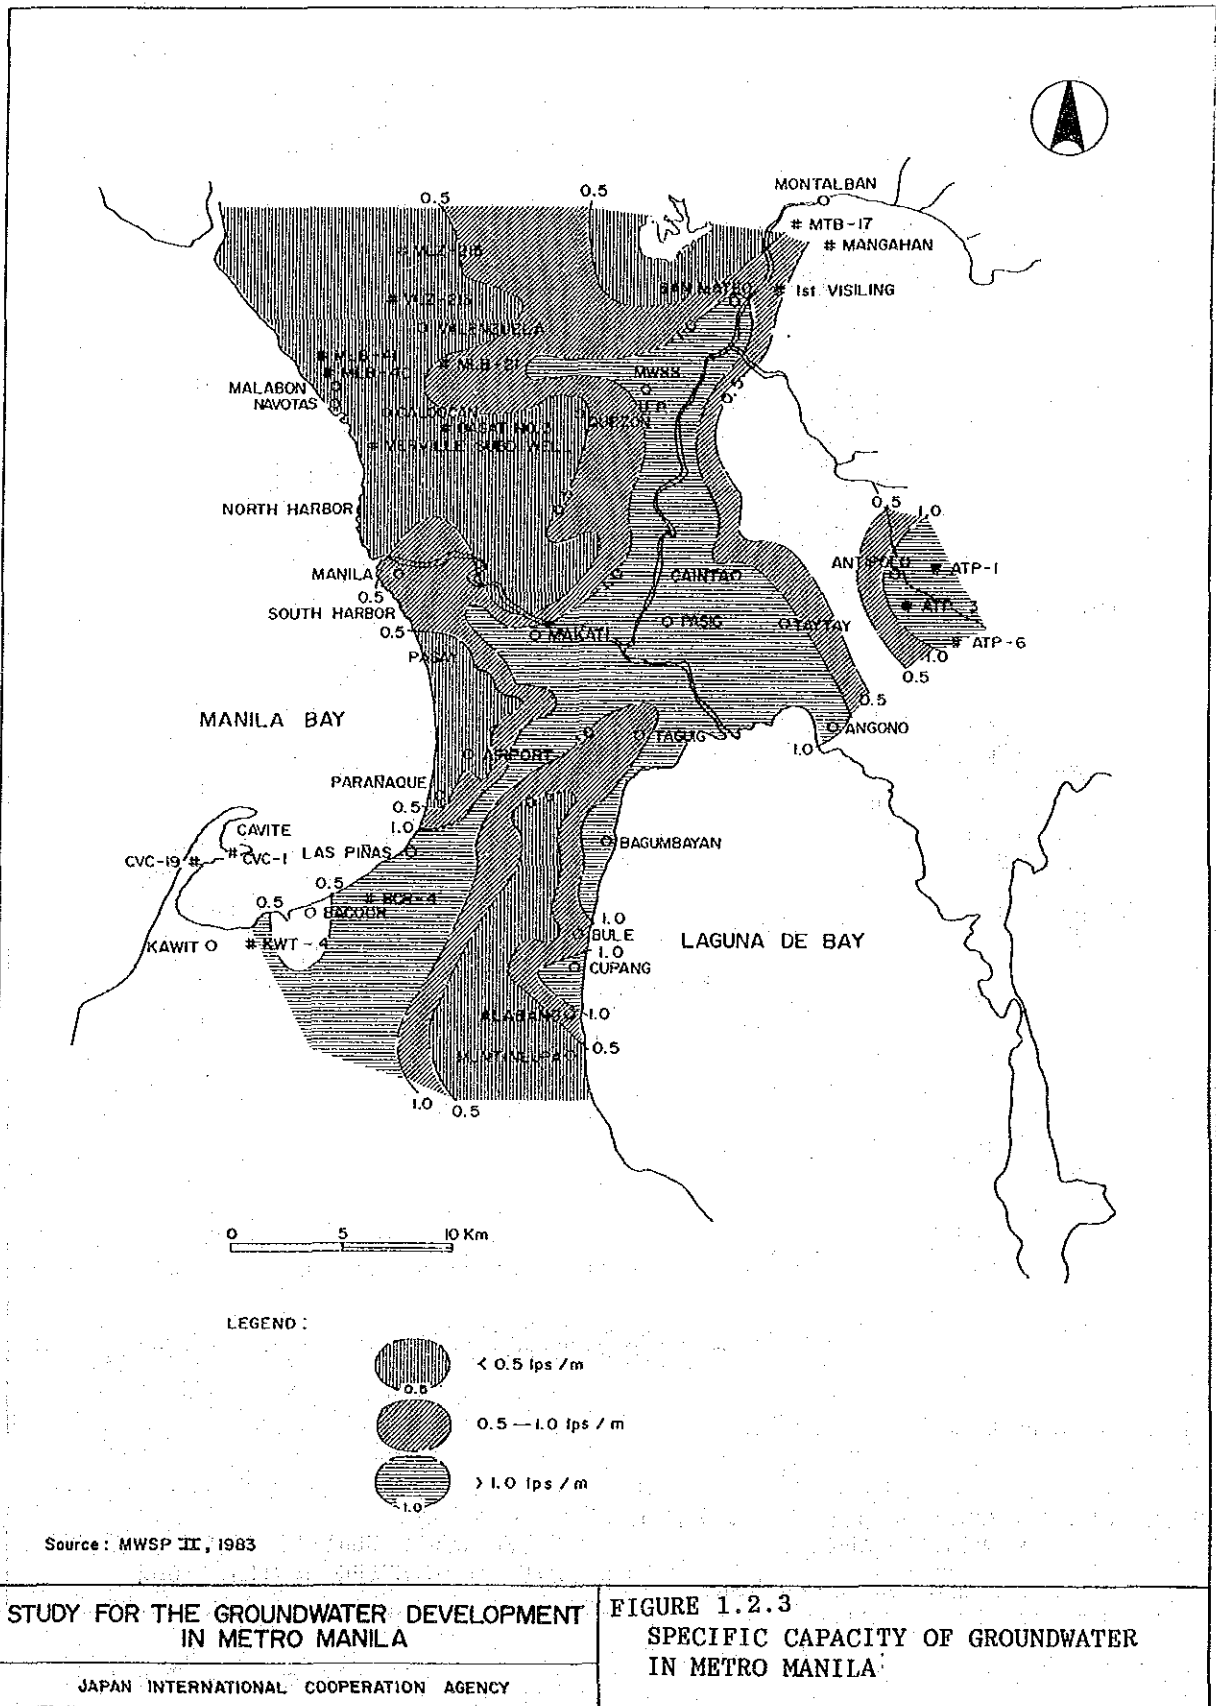 0.5
0.5
MONTALBAN
# MTB-17
# MANGAHAN
# VLZ-215
SAN MATEO
# 1st VISILING
VALENZUELA
# MLB-41
# MLB-21
MWSS
MALABON
NAVOTAS
0.5
U.P.
CALOOCAN
QUEZON
# MERVILLE SUBD WELL
NORTH HARBOR
0.5
1.0
ANTIPOLO
# ATP-1
MANILA
1.0
CAINTAO
0.5
SOUTH HARBOR
0.5
MAKATI
PASIG
TAYTAY
# ATP-6
1.0
0.5
PASAY
0.5
MANILA BAY
TAGUIG
ANGONO
1.0
AIRPORT
PARAÑAQUE
0.5
1.0
CAVITE
BAGUMBAYAN
CVC-19 #
# CVC-1
LAS PIÑAS
0.5
0.5
# BCR-4
BACOOR
1.0
KAWIT
# KWT-4
BULE
1.0
LAGUNA DE BAY
CUPANG
ALABANG
1.0
0.5
MUNTINLUPA
1.0
0.5
0 5 10 Km
LEGEND :
< 0.5 lps / m
0.5
0.5 — 1.0 lps / m
> 1.0 lps / m
1.0
Source : MWSP II, 1983
STUDY FOR THE GROUNDWATER DEVELOPMENT
IN METRO MANILA
JAPAN INTERNATIONAL COOPERATION AGENCY
FIGURE 1.2.3
SPECIFIC CAPACITY OF GROUNDWATER
IN METRO MANILA